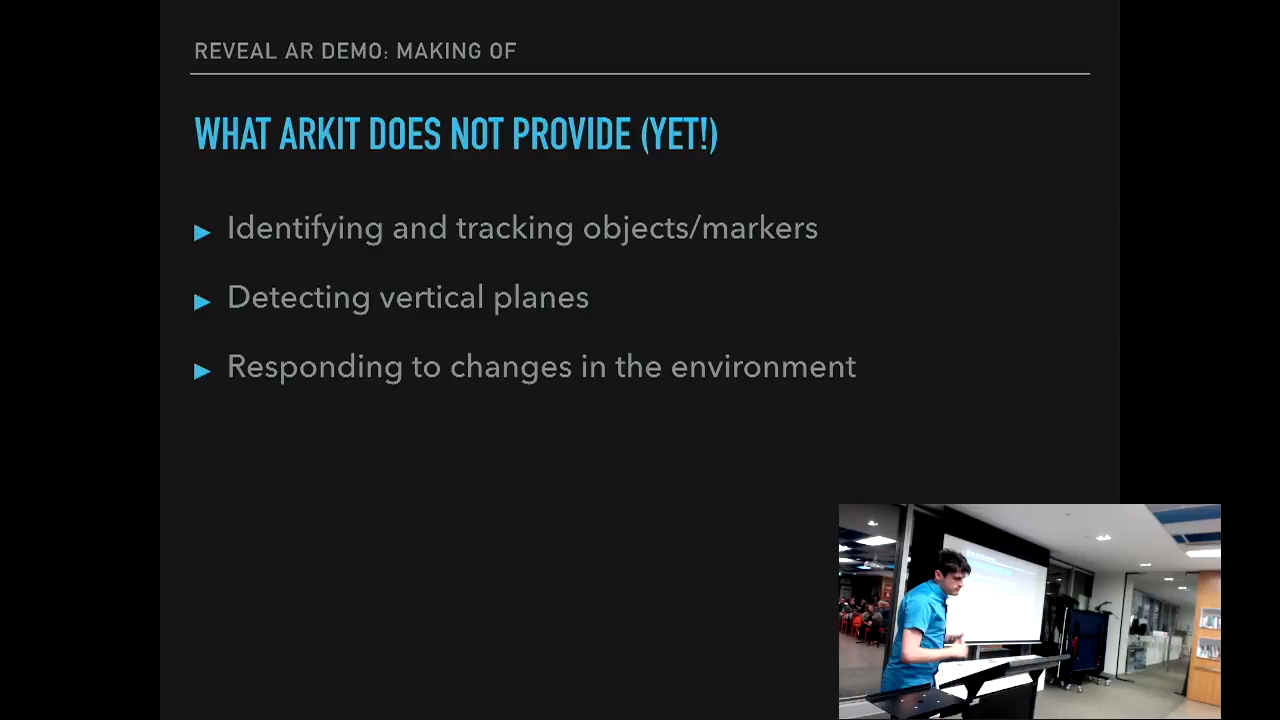 REVEAL AR DEMO: MAKING OF
WHAT ARKIT DOES NOT PROVIDE (YET!)
Identifying and tracking objects/markers
Detecting vertical planes
Responding to changes in the environment